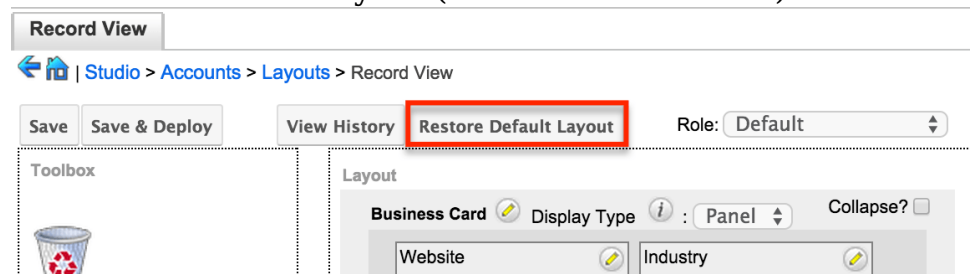 Record View
| Studio > Accounts > Layouts > Record View
Save Save & Deploy View History Restore Default Layout Role: Default
Toolbox
Layout
Business Card Display Type i : Panel Collapse?
Website Industry